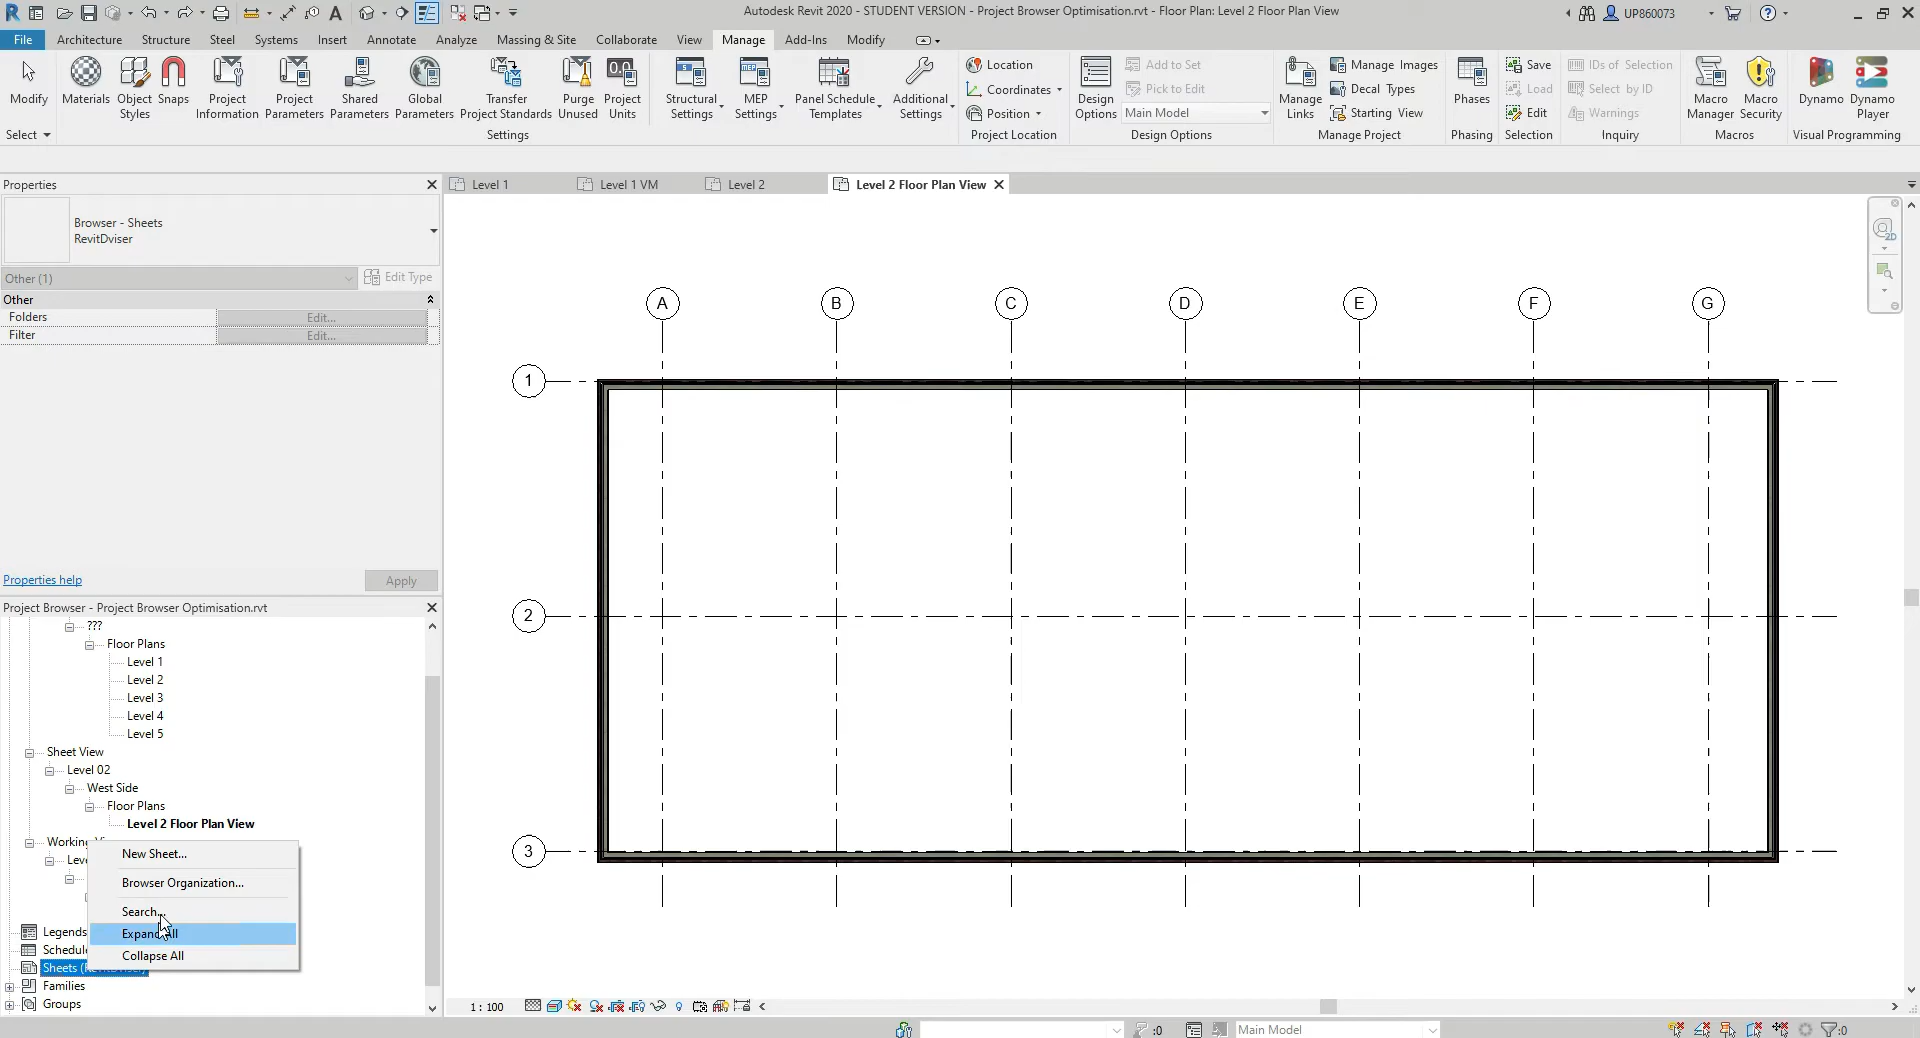 Autodesk Revit 2020 - STUDENT VERSION - Project Browser Optimisation.rvt - Floor Plan: Level 2 Floor Plan View
UP860073
File Architecture Structure Steel Systems Insert Annotate Analyze Massing & Site Collaborate View Manage Add-Ins Modify
Modify
Select
Materials
Object Styles
Snaps
Project Information
Project Parameters
Shared Parameters
Global Parameters
Transfer Project Standards
Purge Unused
Project Units
Structural Settings
MEP Settings
Panel Schedule Templates
Additional Settings
Settings
Location
Coordinates
Position
Project Location
Design Options
Add to Set
Pick to Edit
Main Model
Design Options
Manage Links
Manage Images
Decal Types
Starting View
Manage Project
Phases
Phasing
Save
Load
Edit
Selection
IDs of Selection
Select by ID
Warnings
Inquiry
Macro Manager
Macro Security
Macros
Dynamo
Dynamo Player
Visual Programming
Properties
Browser - Sheets
RevitDviser
Other (1)
Edit Type
Other
Folders Edit...
Filter Edit...
Properties help
Apply
Level 1
Level 1 VM
Level 2
Level 2 Floor Plan View
2D
A B C D E F G
1
2
3
Project Browser - Project Browser Optimisation.rvt
???
Floor Plans
Level 1
Level 2
Level 3
Level 4
Level 5
Sheet View
Level 02
West Side
Floor Plans
Level 2 Floor Plan View
Working
Leve
Legends
Schedule
Sheets
Families
Groups
New Sheet...
Browser Organization...
Search...
Expand All
Collapse All
1 : 100
:0
Main Model
:0